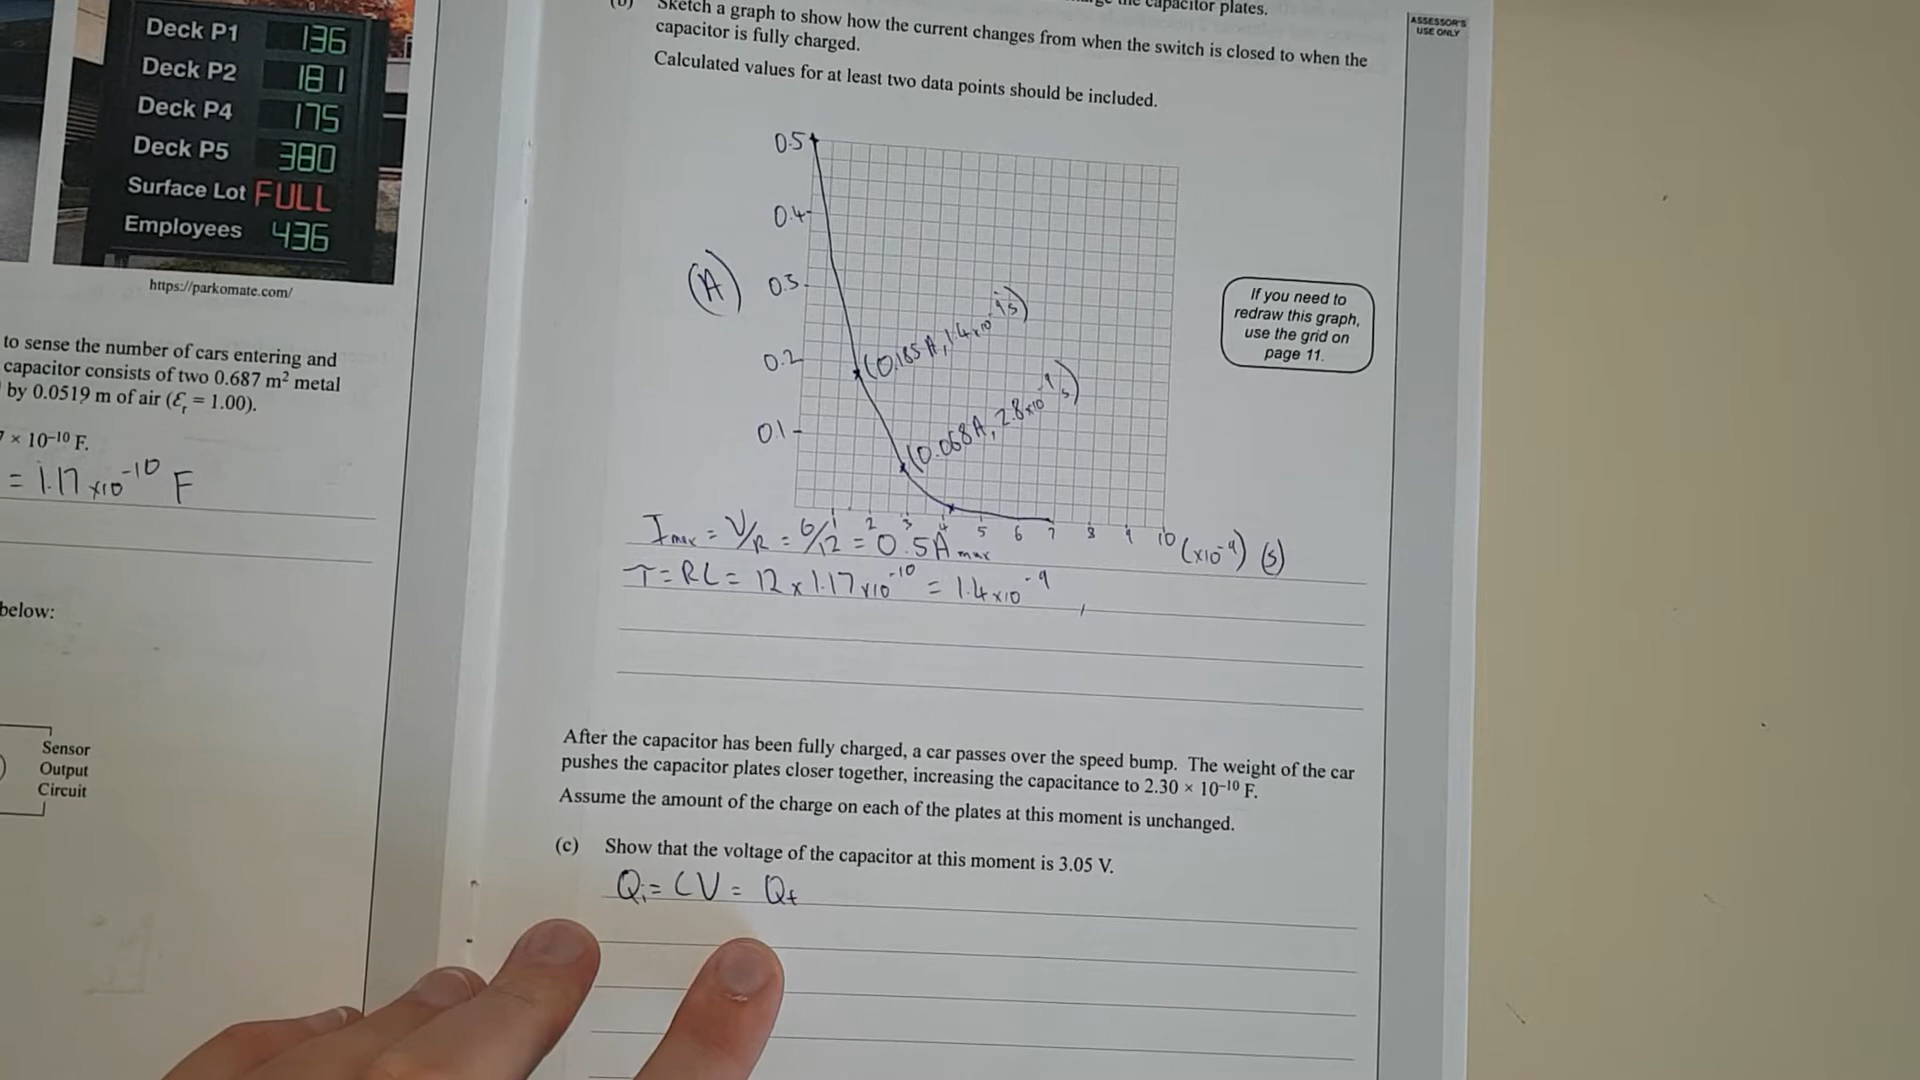 Deck P1 136
Deck P2 181
Deck P4 175
Deck P5 380
Surface Lot FULL
Employees 436
https://parkomate.com/
to sense the number of cars entering and
capacitor consists of two 0.687 m² metal
by 0.0519 m of air (εᵣ = 1.00).
7 × 10⁻¹⁰ F.
= 1.17 x10⁻¹⁰ F
below:
Sensor
Output
Circuit
the capacitor plates.
(b) Sketch a graph to show how the current changes from when the switch is closed to when the
capacitor is fully charged.
Calculated values for at least two data points should be included.
ASSESSOR'S
USE ONLY
0.5
0.4
0.3
0.2
0.1
(A)
(0.185A, 1.4x10⁻⁹s)
(0.068A, 2.8x10⁻⁹s)
1 2 3 4 5 6 7 8 9 10 (x10⁻⁹) (s)
If you need to
redraw this graph,
use the grid on
page 11.
Imax = V/R = 6/12 = 0.5A max
T = RC = 12 x 1.17x10⁻¹⁰ = 1.4x10⁻⁹
After the capacitor has been fully charged, a car passes over the speed bump. The weight of the car
pushes the capacitor plates closer together, increasing the capacitance to 2.30 × 10⁻¹⁰ F.
Assume the amount of the charge on each of the plates at this moment is unchanged.
(c) Show that the voltage of the capacitor at this moment is 3.05 V.
Qi = CV = Qf